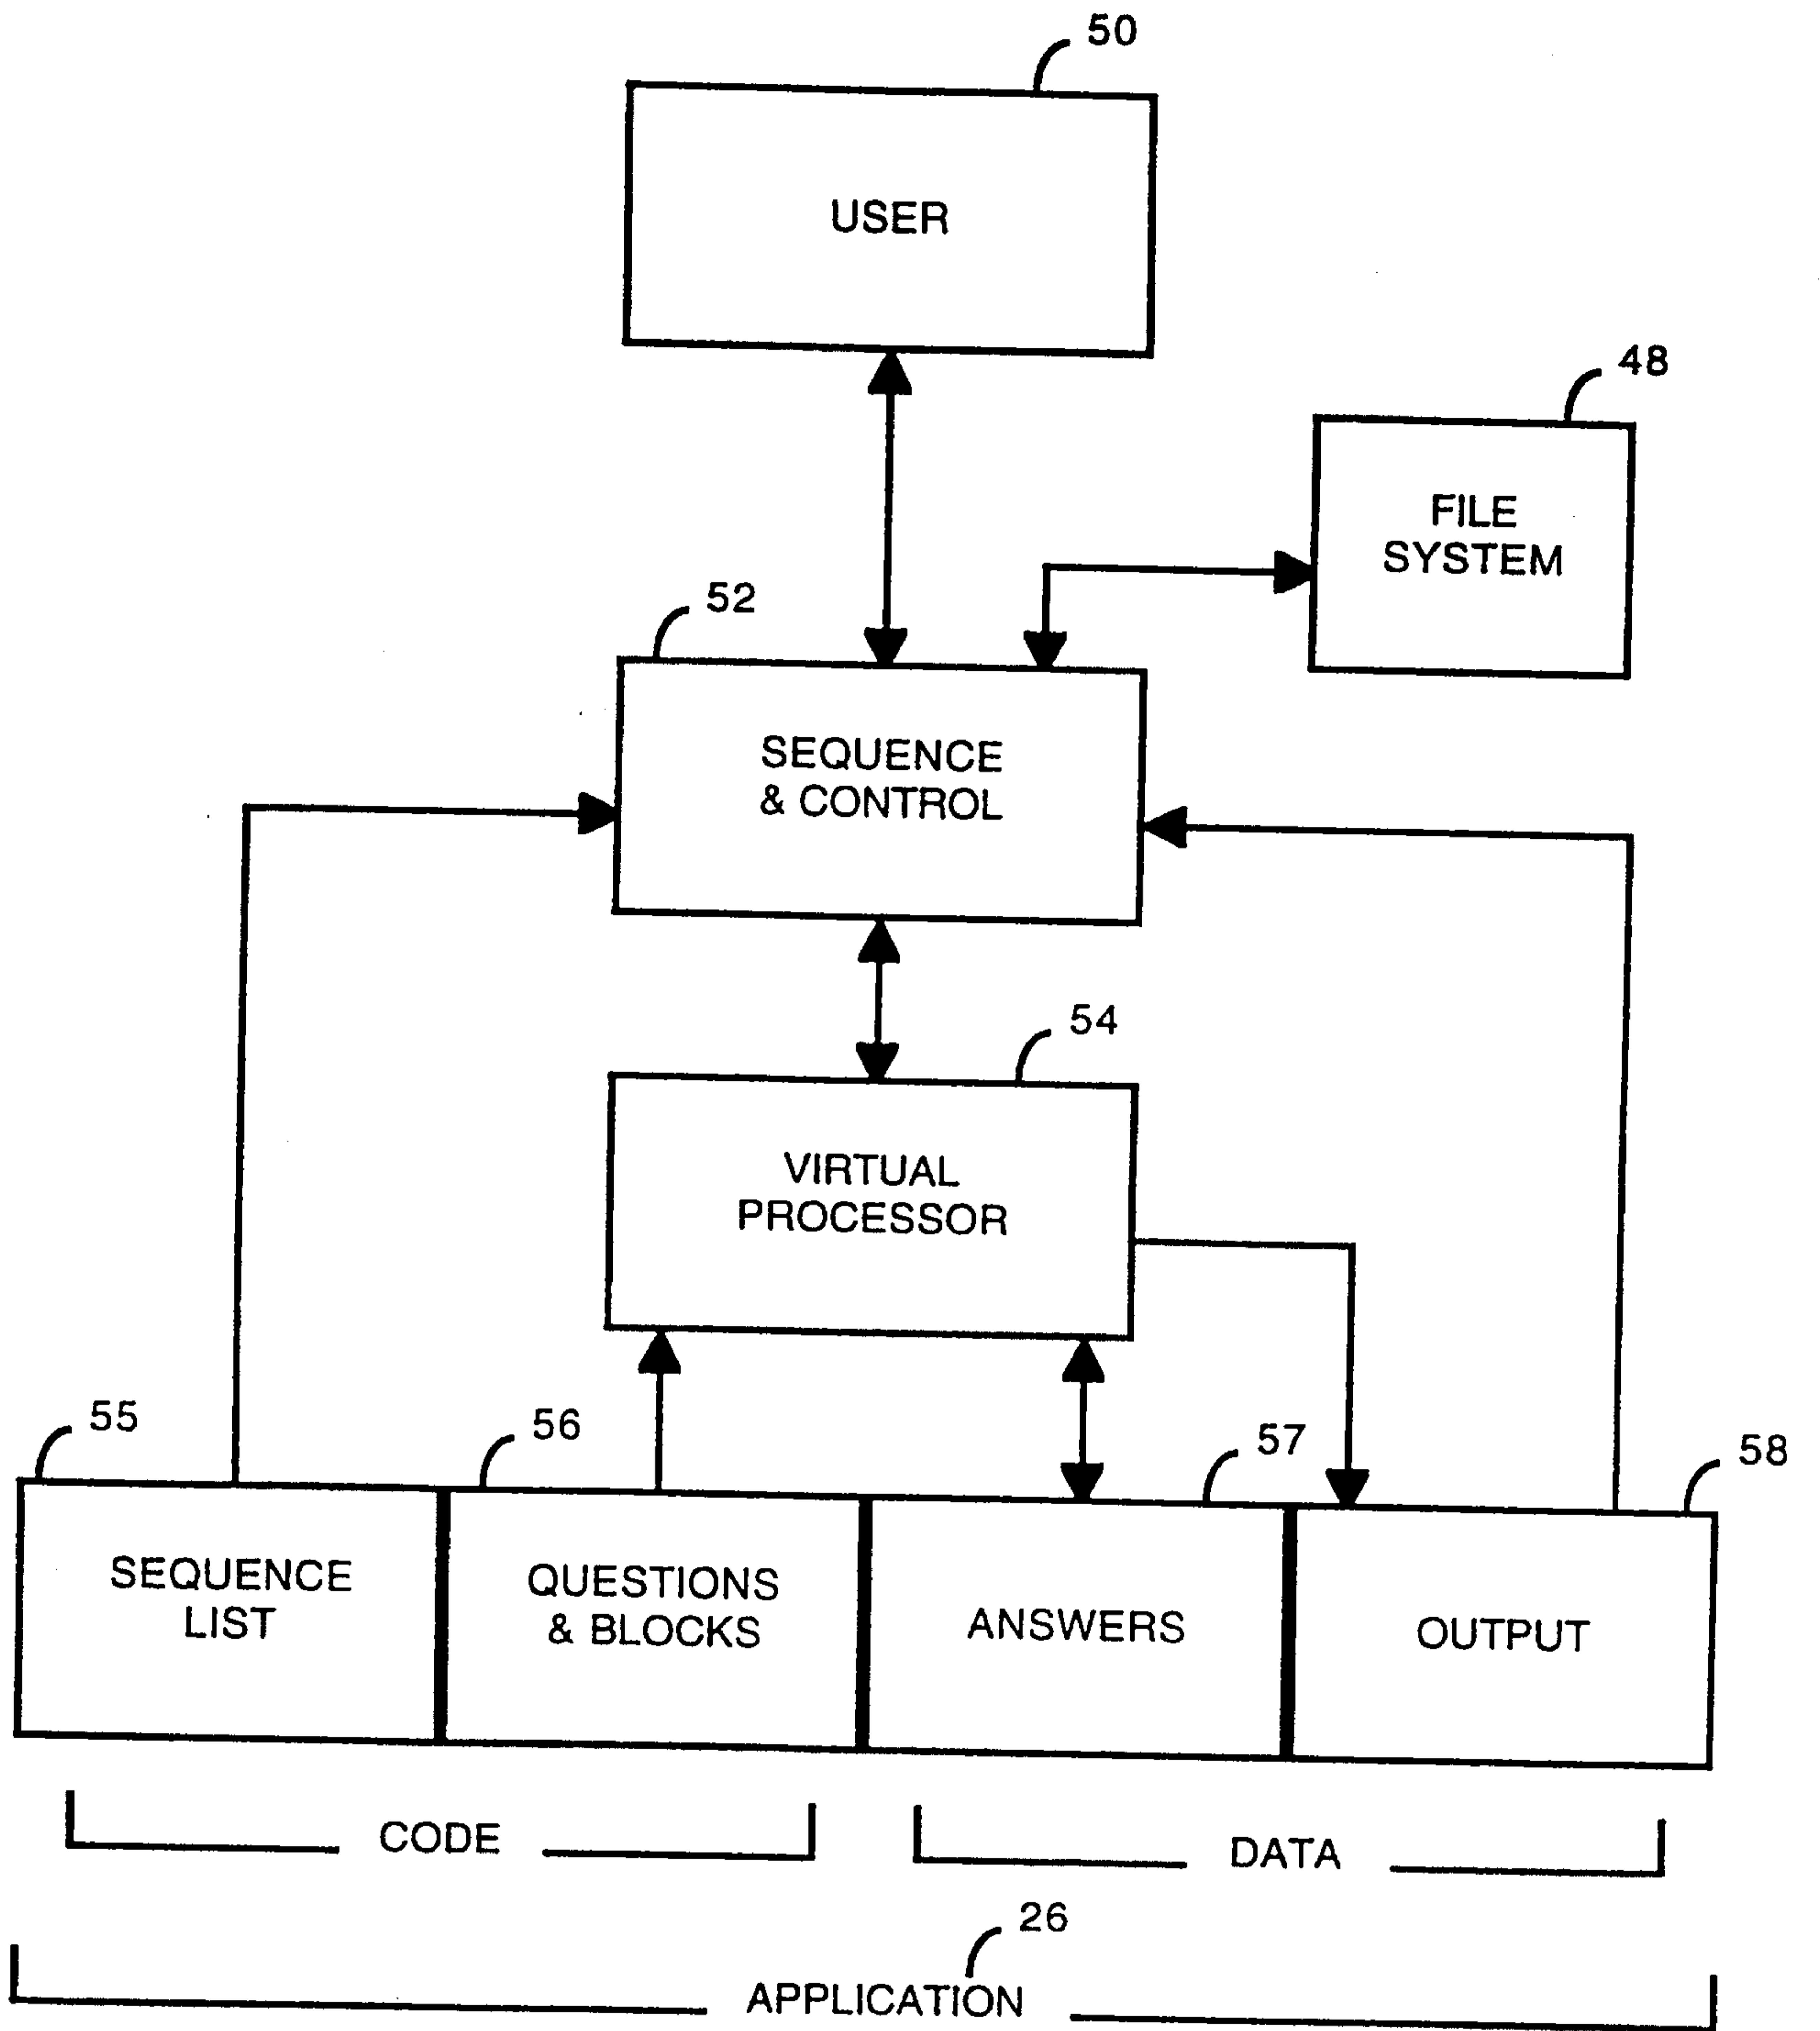 50
USER
48
FILE
SYSTEM
52
SEQUENCE
& CONTROL
54
VIRTUAL
PROCESSOR
55
56
57
58
SEQUENCE
LIST
QUESTIONS
& BLOCKS
ANSWERS
OUTPUT
CODE
DATA
26
APPLICATION